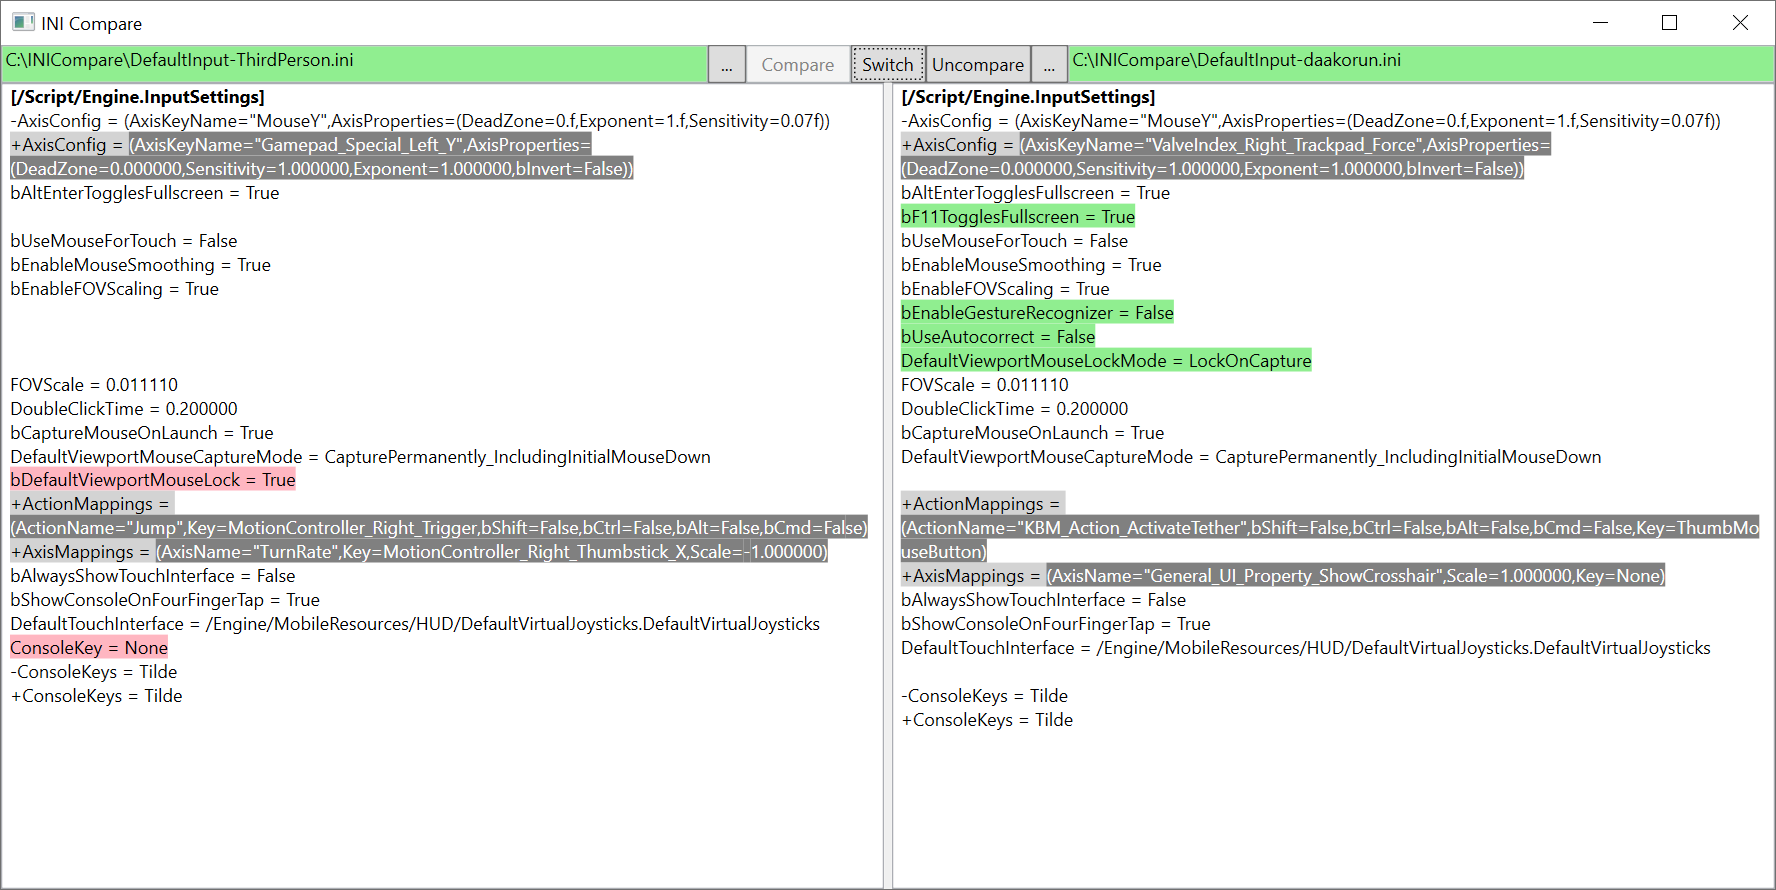 INI Compare
C:\INICompare\DefaultInput-ThirdPerson.ini
...
Compare
Switch
Uncompare
...
C:\INICompare\DefaultInput-daakorun.ini
[/Script/Engine.InputSettings]
-AxisConfig = (AxisKeyName="MouseY",AxisProperties=(DeadZone=0.f,Exponent=1.f,Sensitivity=0.07f))
+AxisConfig = (AxisKeyName="Gamepad_Special_Left_Y",AxisProperties=
(DeadZone=0.000000,Sensitivity=1.000000,Exponent=1.000000,bInvert=False))
bAltEnterTogglesFullscreen = True
bUseMouseForTouch = False
bEnableMouseSmoothing = True
bEnableFOVScaling = True
FOVScale = 0.011110
DoubleClickTime = 0.200000
bCaptureMouseOnLaunch = True
DefaultViewportMouseCaptureMode = CapturePermanently_IncludingInitialMouseDown
bDefaultViewportMouseLock = True
+ActionMappings =
(ActionName="Jump",Key=MotionController_Right_Trigger,bShift=False,bCtrl=False,bAlt=False,bCmd=False)
+AxisMappings = (AxisName="TurnRate",Key=MotionController_Right_Thumbstick_X,Scale=-1.000000)
bAlwaysShowTouchInterface = False
bShowConsoleOnFourFingerTap = True
DefaultTouchInterface = /Engine/MobileResources/HUD/DefaultVirtualJoysticks.DefaultVirtualJoysticks
ConsoleKey = None
-ConsoleKeys = Tilde
+ConsoleKeys = Tilde
[/Script/Engine.InputSettings]
-AxisConfig = (AxisKeyName="MouseY",AxisProperties=(DeadZone=0.f,Exponent=1.f,Sensitivity=0.07f))
+AxisConfig = (AxisKeyName="ValveIndex_Right_Trackpad_Force",AxisProperties=
(DeadZone=0.000000,Sensitivity=1.000000,Exponent=1.000000,bInvert=False))
bAltEnterTogglesFullscreen = True
bF11TogglesFullscreen = True
bUseMouseForTouch = False
bEnableMouseSmoothing = True
bEnableFOVScaling = True
bEnableGestureRecognizer = False
bUseAutocorrect = False
DefaultViewportMouseLockMode = LockOnCapture
FOVScale = 0.011110
DoubleClickTime = 0.200000
bCaptureMouseOnLaunch = True
DefaultViewportMouseCaptureMode = CapturePermanently_IncludingInitialMouseDown
+ActionMappings =
(ActionName="KBM_Action_ActivateTether",bShift=False,bCtrl=False,bAlt=False,bCmd=False,Key=ThumbMo
useButton)
+AxisMappings = (AxisName="General_UI_Property_ShowCrosshair",Scale=1.000000,Key=None)
bAlwaysShowTouchInterface = False
bShowConsoleOnFourFingerTap = True
DefaultTouchInterface = /Engine/MobileResources/HUD/DefaultVirtualJoysticks.DefaultVirtualJoysticks
-ConsoleKeys = Tilde
+ConsoleKeys = Tilde